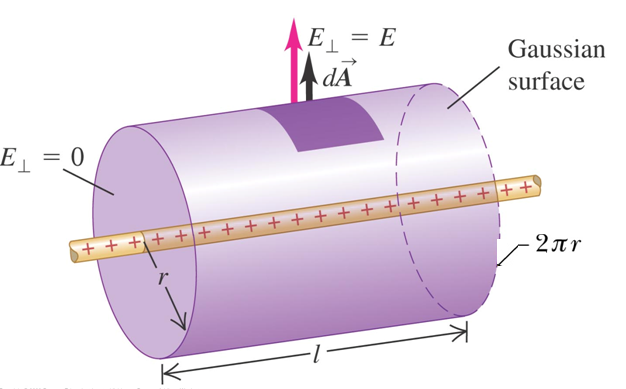 E⊥ = E
dA⃗
Gaussian
surface
E⊥ = 0
+ + + + + + + + + + + + + + + + + + +
2πr
r
l